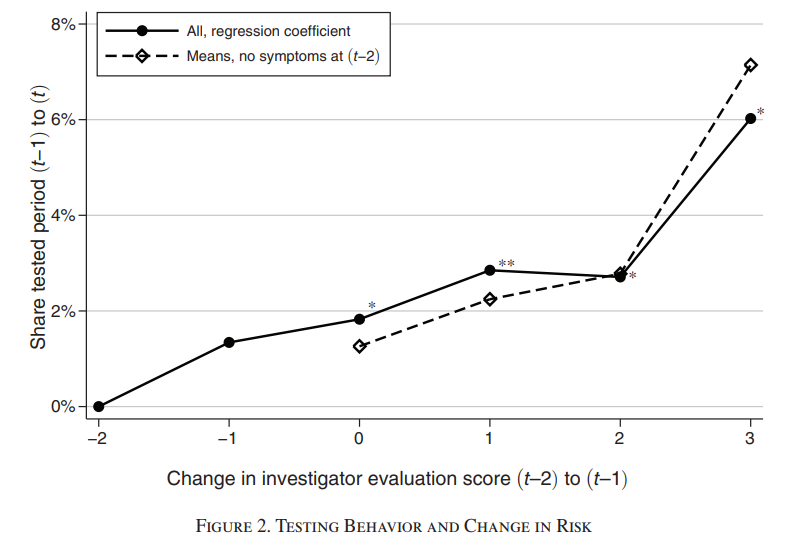 8%
All, regression coefficient
Means, no symptoms at (t–2)
6%
4%
2%
0%
Share tested period (t–1) to (t)
*
**
*
*
–2 –1 0 1 2 3
Change in investigator evaluation score (t–2) to (t–1)
FIGURE 2. TESTING BEHAVIOR AND CHANGE IN RISK